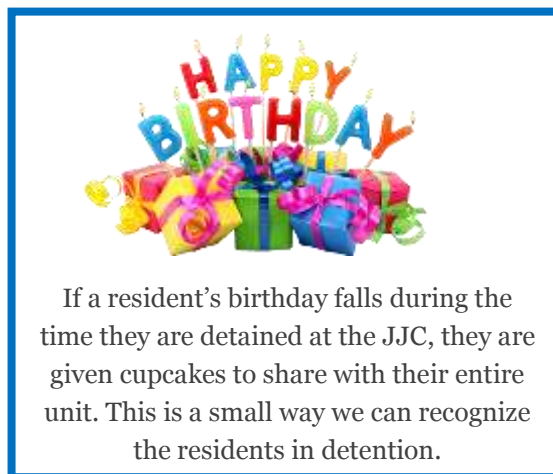 HAPPY
BIRTHDAY
If a resident’s birthday falls during the
time they are detained at the JJC, they are
given cupcakes to share with their entire
unit. This is a small way we can recognize
the residents in detention.